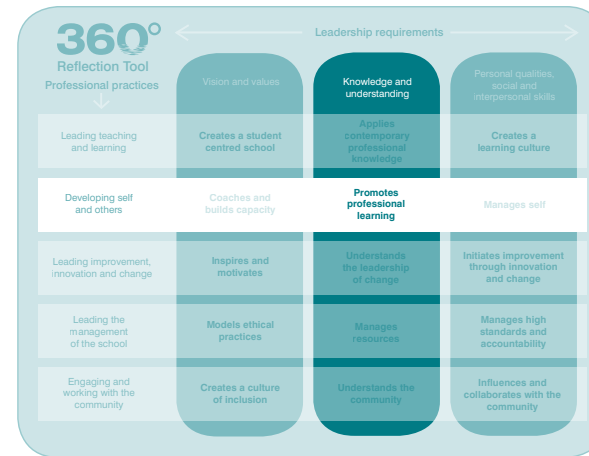 360°
Reflection Tool
Professional practices
Leadership requirements
Vision and values
Knowledge and
understanding
Personal qualities,
social and
interpersonal skills
Leading teaching
and learning
Creates a student
centred school
Applies
contemporary
professional
knowledge
Creates a
learning culture
Developing self
and others
Coaches and
builds capacity
Promotes
professional
learning
Manages self
Leading improvement,
innovation and change
Inspires and
motivates
Understands
the leadership
of change
Initiates improvement
through innovation
and change
Leading the
management
of the school
Models ethical
practices
Manages
resources
Manages high
standards and
accountability
Engaging and
working with the
community
Creates a culture
of inclusion
Understands the
community
Influences and
collaborates with the
community